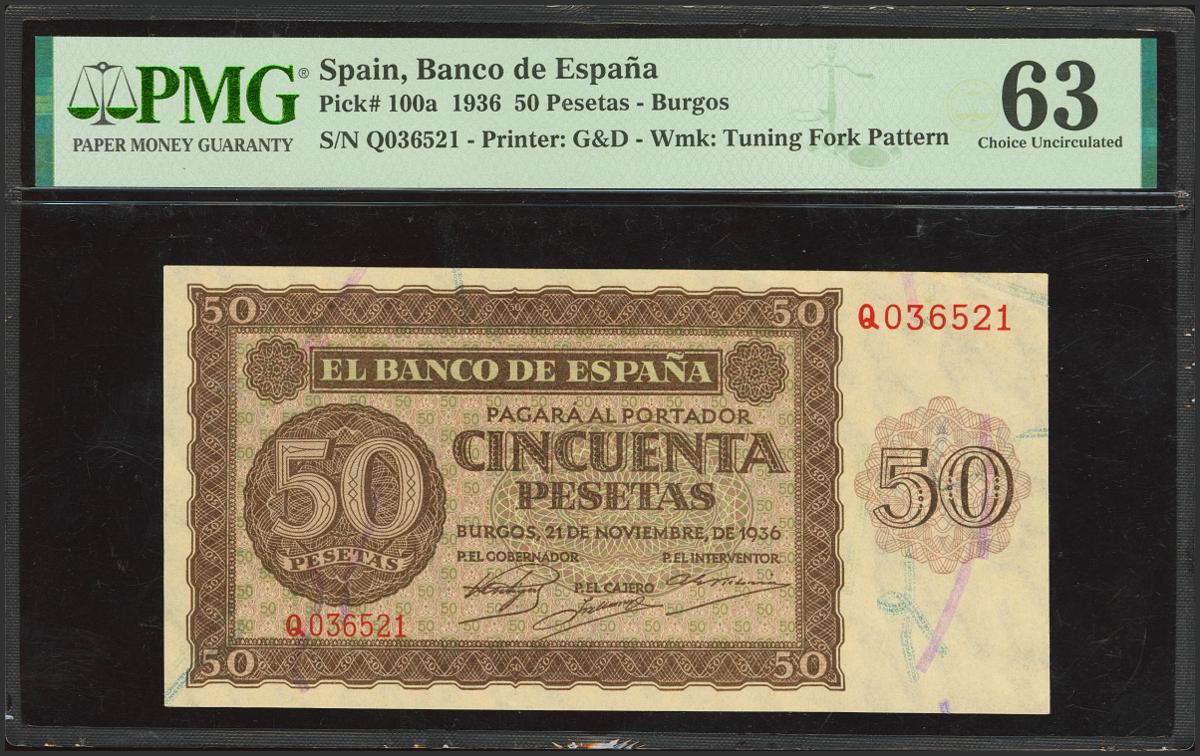 PMG®
PAPER MONEY GUARANTY
Spain, Banco de España
Pick# 100a 1936 50 Pesetas - Burgos
S/N Q036521 - Printer: G&D - Wmk: Tuning Fork Pattern
63
Choice Uncirculated
50
50
Q036521
EL BANCO DE ESPAÑA
PAGARÁ AL PORTADOR
CINCUENTA
PESETAS
BURGOS, 21 DE NOVIEMBRE, DE 1936
P.EL GOBERNADOR
P.EL INTERVENTOR
P.EL CAJERO
50
PESETAS
50
Q036521
50
50